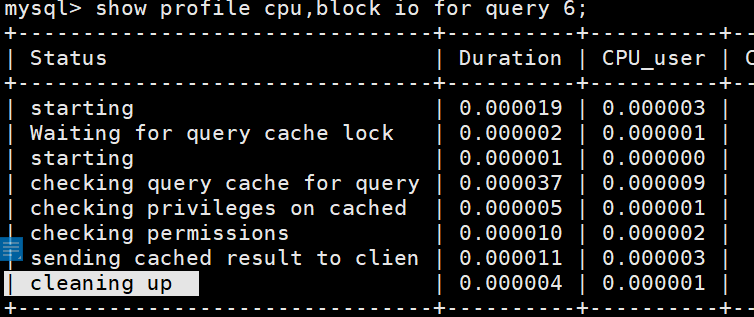 mysql> show profile cpu,block io for query 6;
+--------------------------------+----------+----------+--
| Status | Duration | CPU_user | C
+--------------------------------+----------+----------+--
| starting | 0.000019 | 0.000003 |
| Waiting for query cache lock | 0.000002 | 0.000001 |
| starting | 0.000001 | 0.000000 |
| checking query cache for query | 0.000037 | 0.000009 |
| checking privileges on cached | 0.000005 | 0.000001 |
| checking permissions | 0.000010 | 0.000002 |
| sending cached result to clien | 0.000011 | 0.000003 |
| cleaning up | 0.000004 | 0.000001 |
+--------------------------------+----------+----------+--